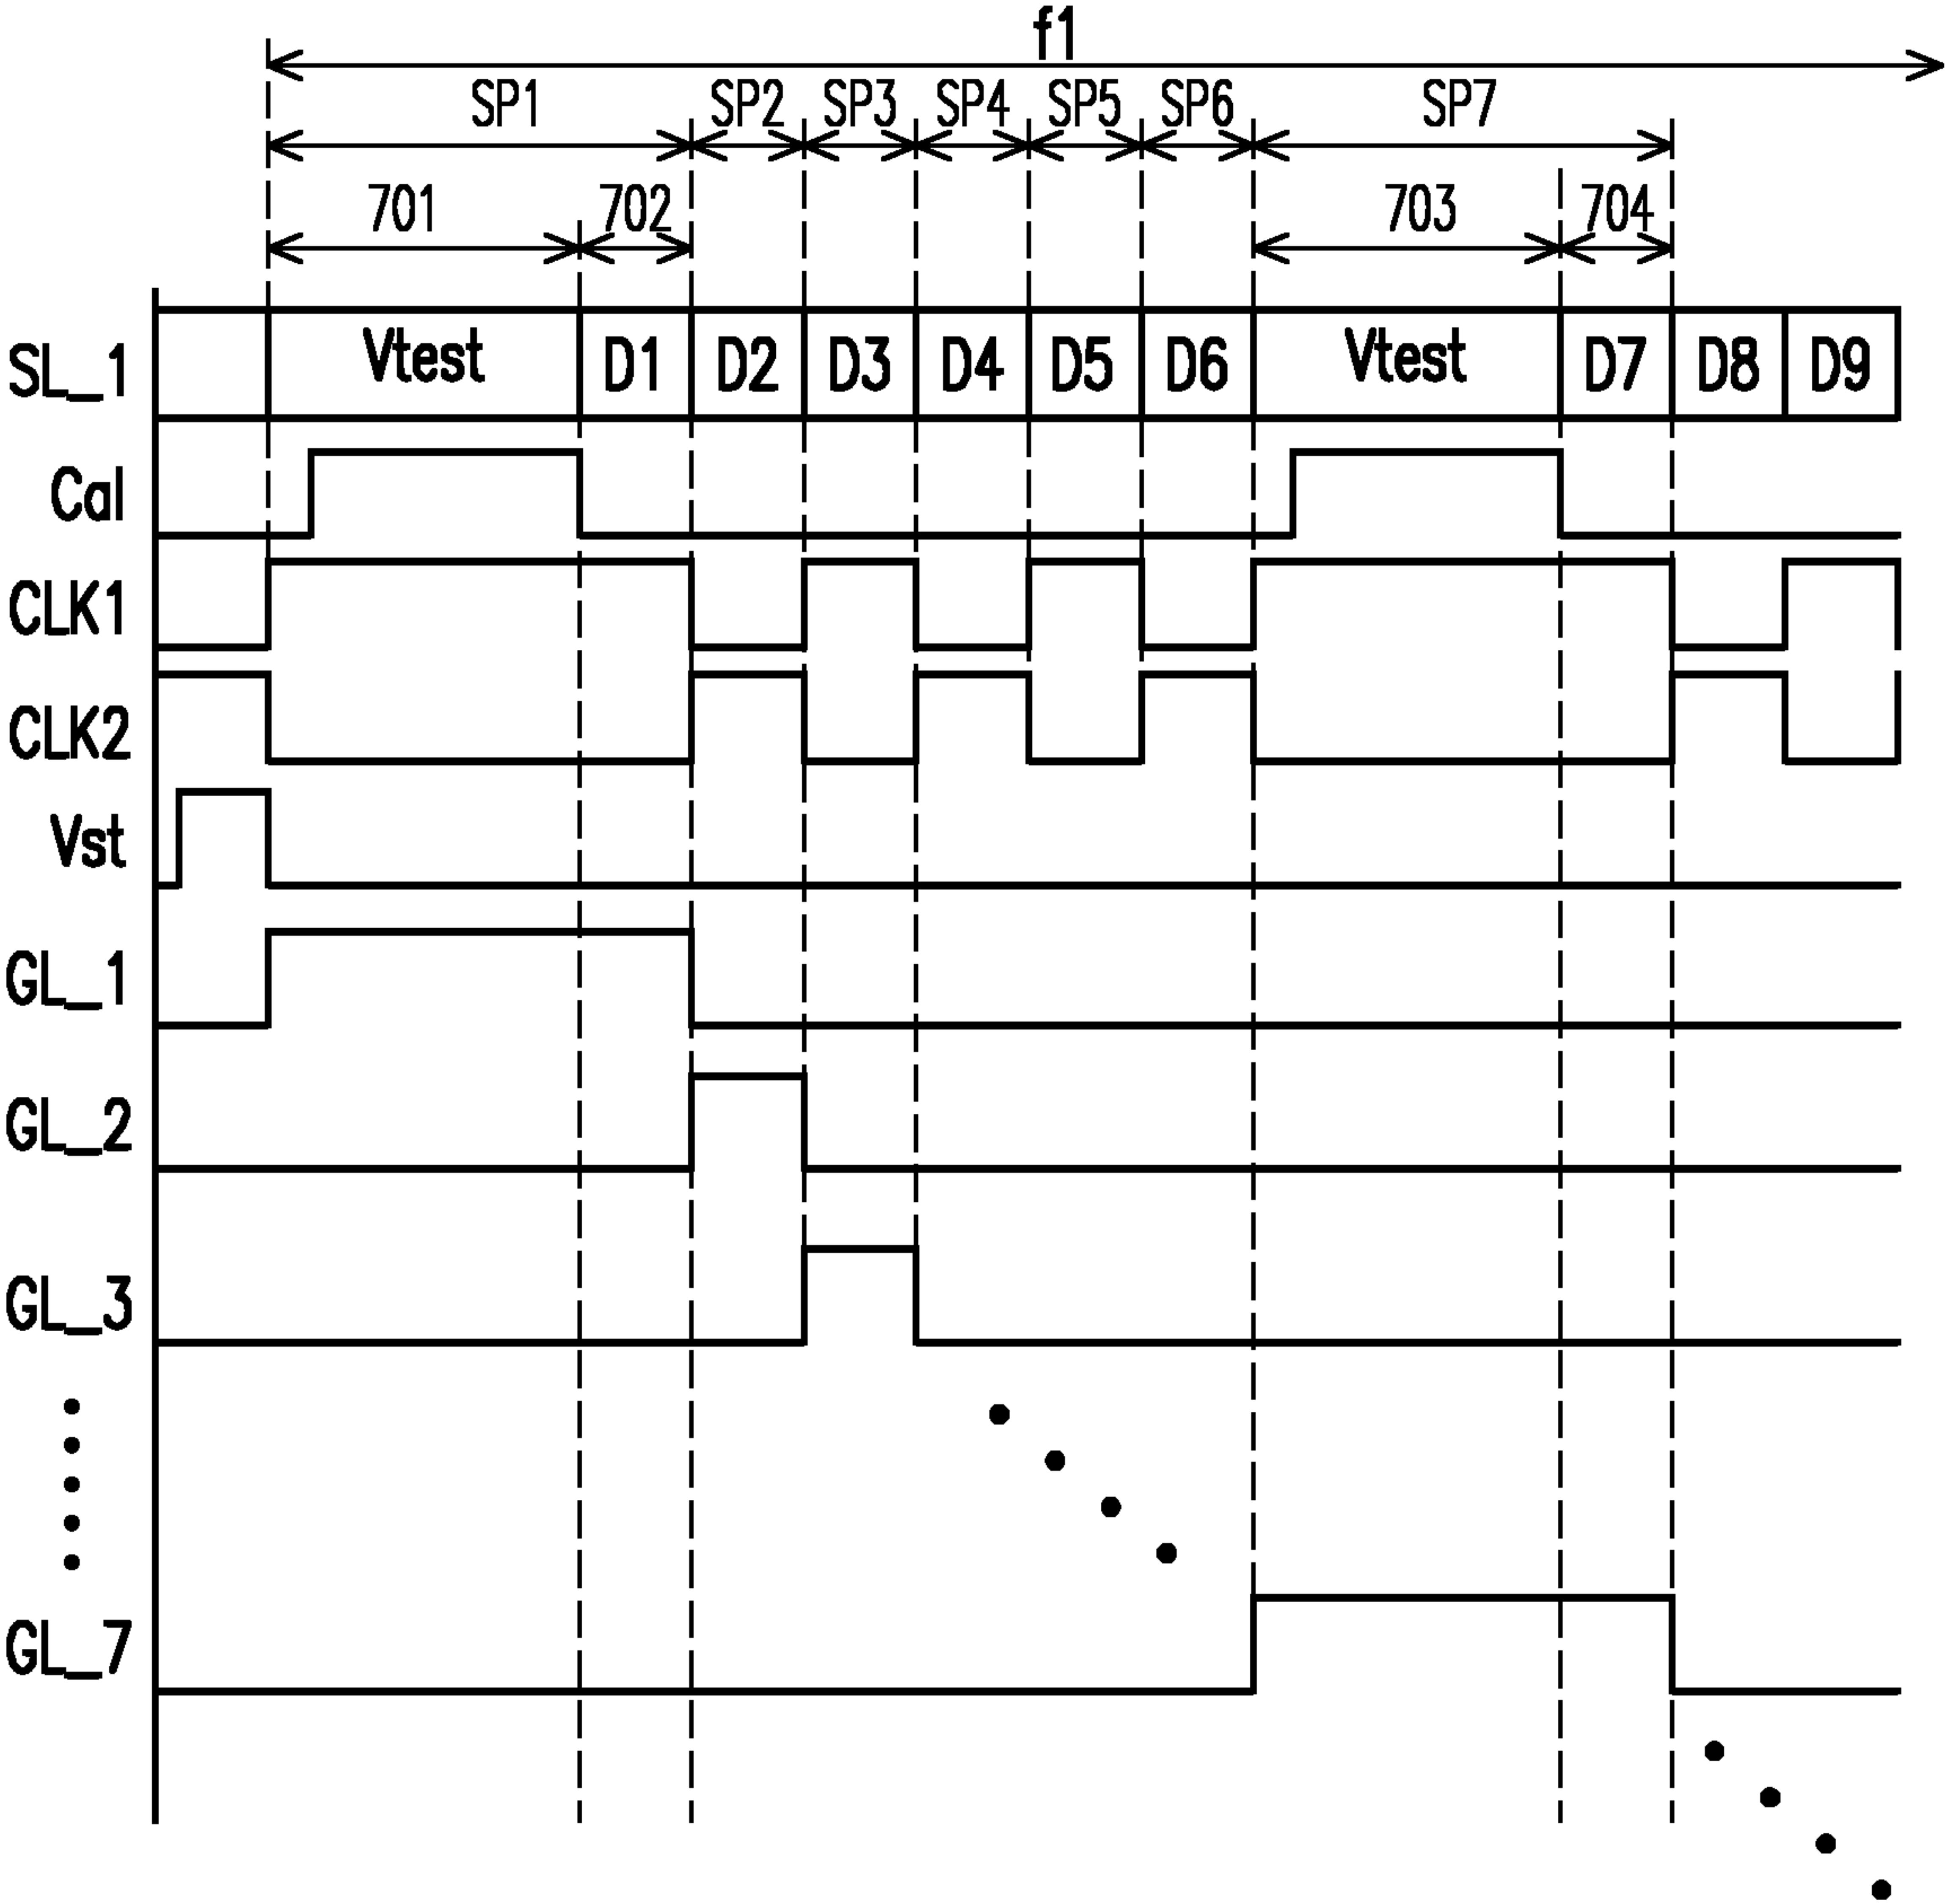 f1
SP1 SP2 SP3 SP4 SP5 SP6 SP7
701 702 703 704
SL_1 Vtest D1 D2 D3 D4 D5 D6 Vtest D7 D8 D9
Cal
CLK1
CLK2
Vst
GL_1
GL_2
GL_3
GL_7